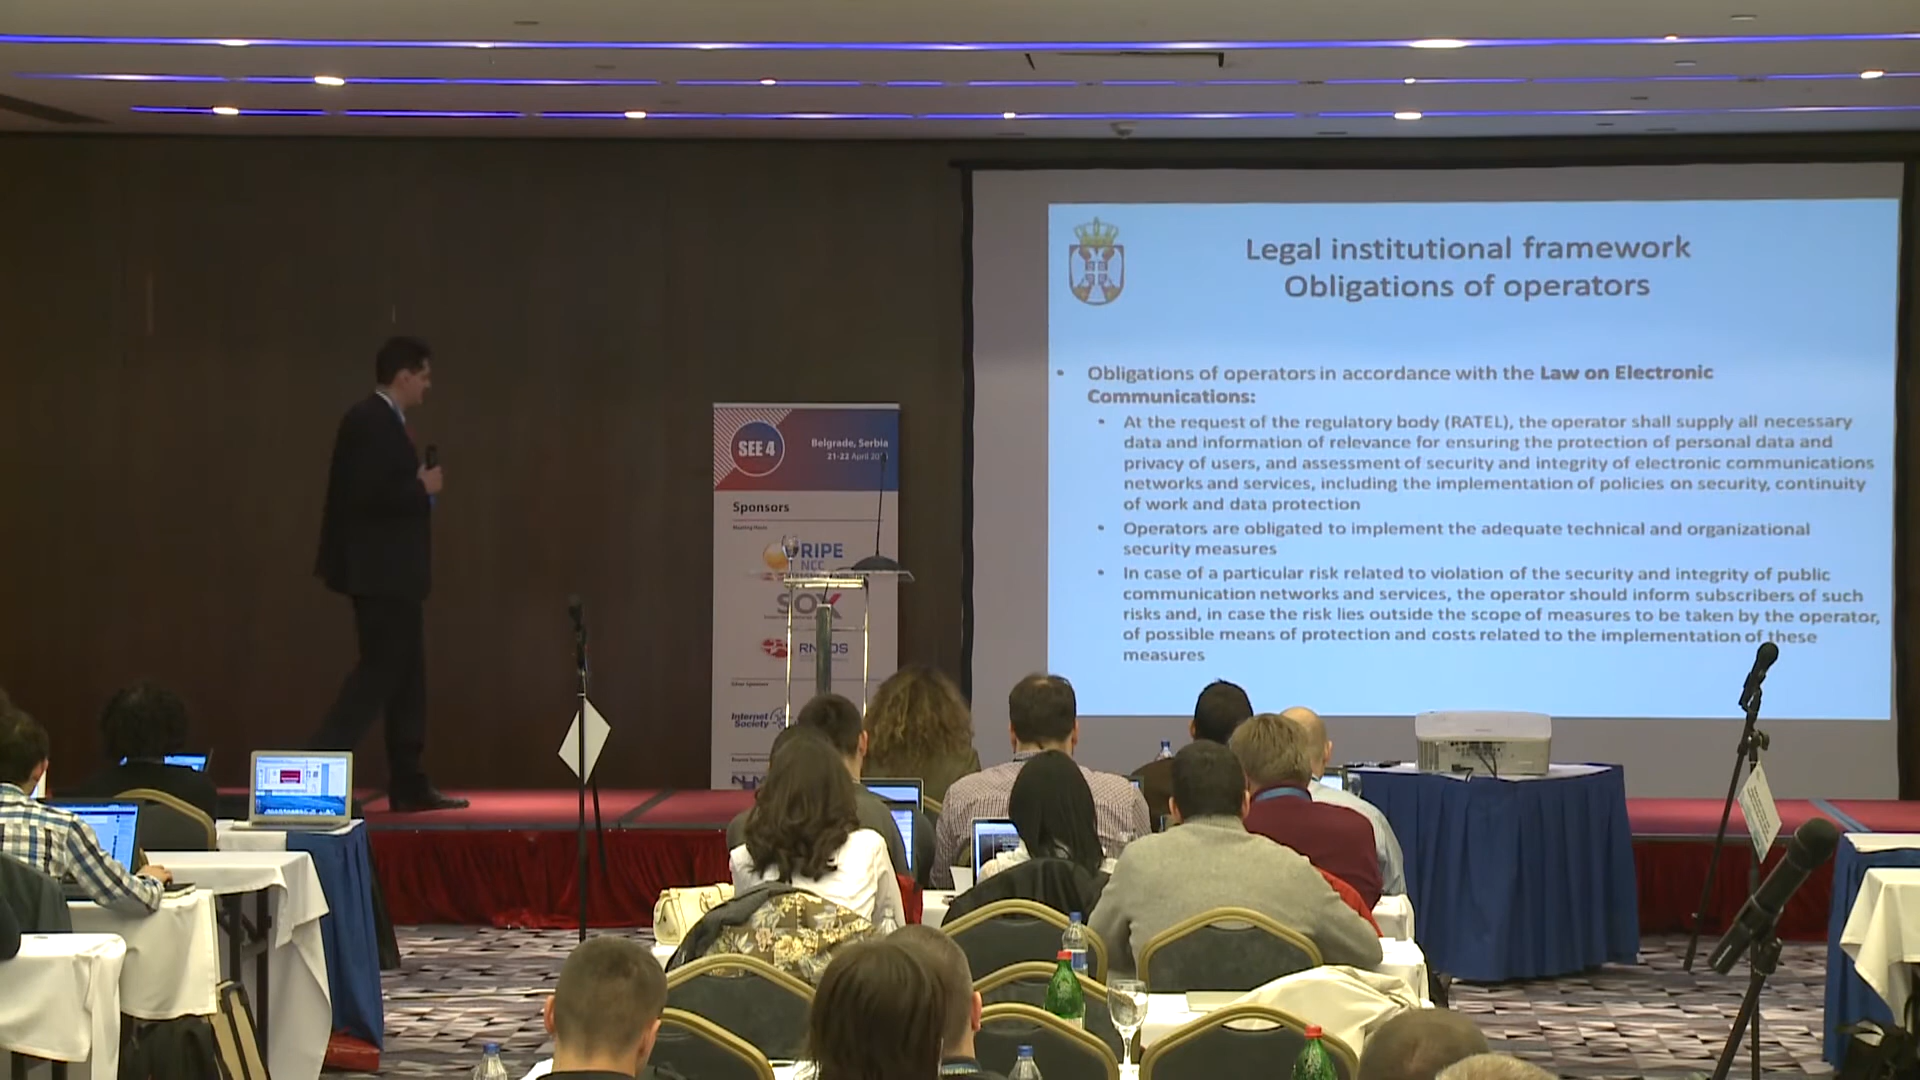 SEE 4
Belgrade, Serbia
21-22 April
Sponsors
RIPE
NCC
SOX
Internet
Society
Legal institutional framework
Obligations of operators
• Obligations of operators in accordance with the Law on Electronic
Communications:
• At the request of the regulatory body (RATEL), the operator shall supply all necessary
data and information of relevance for ensuring the protection of personal data and
privacy of users, and assessment of security and integrity of electronic communications
networks and services, including the implementation of policies on security, continuity
of work and data protection
• Operators are obligated to implement the adequate technical and organizational
security measures
• In case of a particular risk related to violation of the security and integrity of public
communication networks and services, the operator should inform subscribers of such
risks and, in case the risk lies outside the scope of measures to be taken by the operator,
of possible means of protection and costs related to the implementation of these
measures